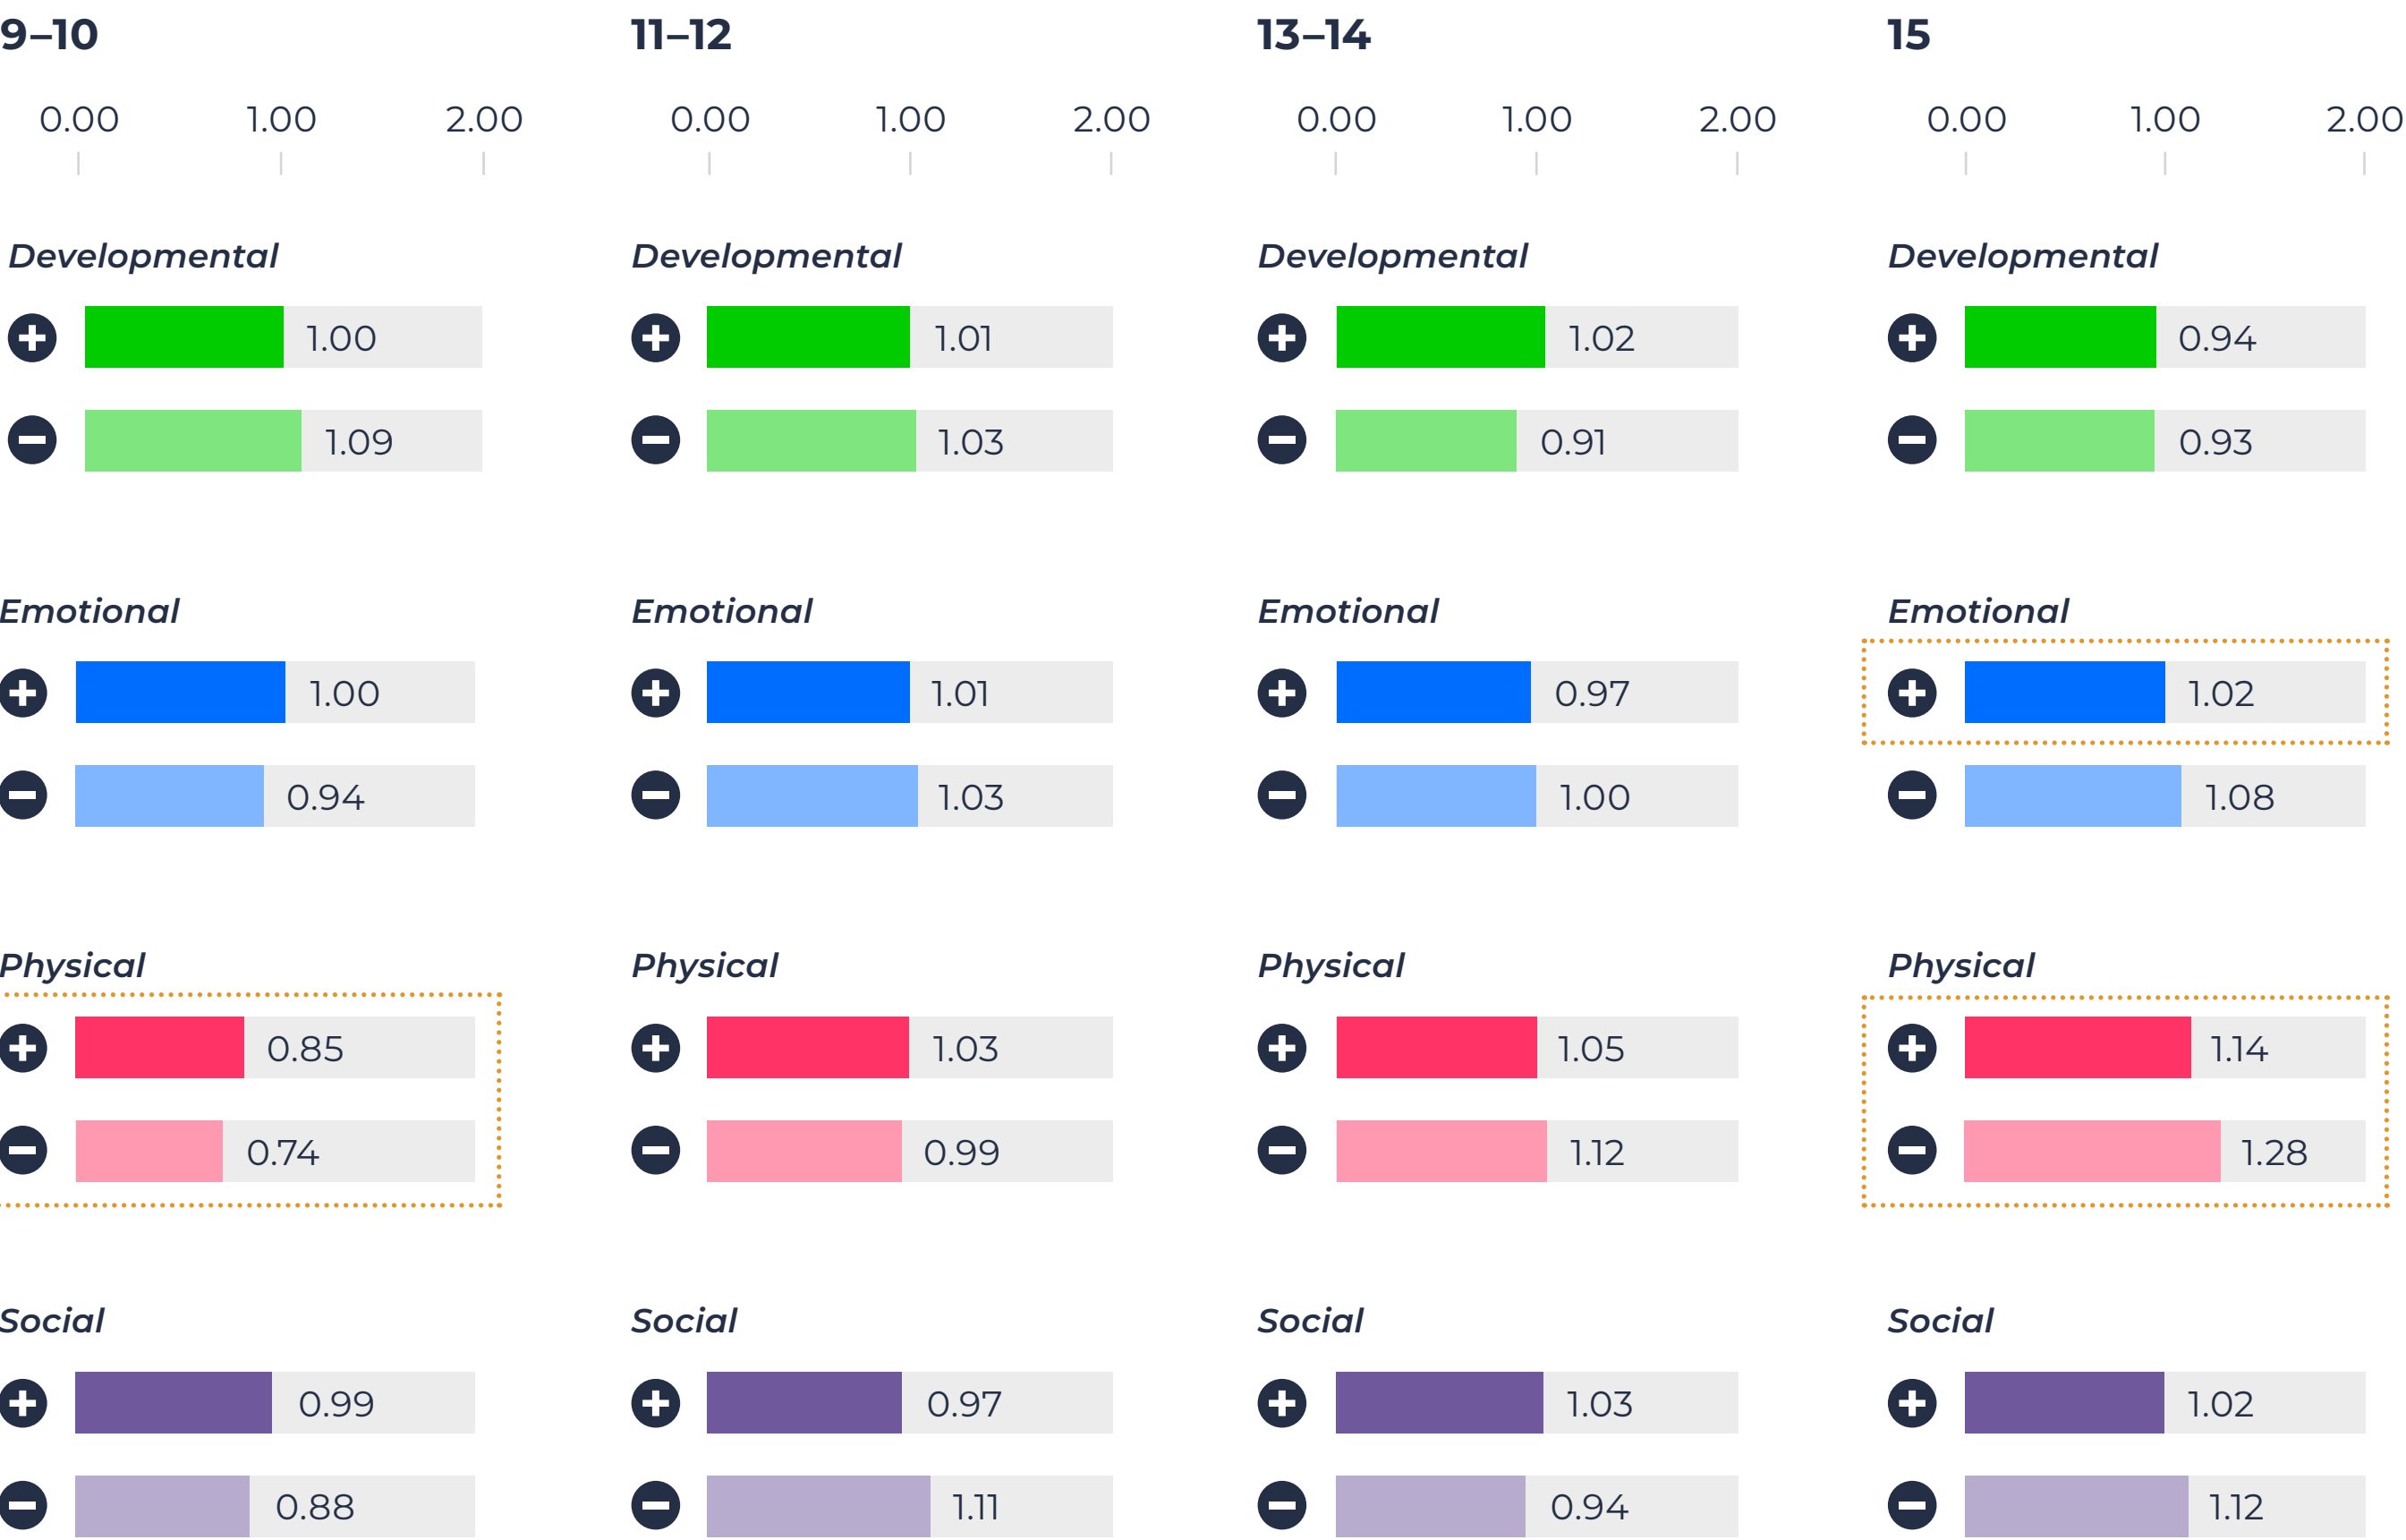 9–10 11–12 13–14 15
0.00 1.00 2.00 0.00 1.00 2.00 0.00 1.00 2.00 0.00 1.00 2.00
Developmental Developmental Developmental Developmental
1.00 1.01 1.02 0.94
1.09 1.03 0.91 0.93
Emotional Emotional Emotional Emotional
1.00 1.01 0.97 1.02
0.94 1.03 1.00 1.08
Physical Physical Physical Physical
0.85 1.03 1.05 1.14
0.74 0.99 1.12 1.28
Social Social Social Social
0.99 0.97 1.03 1.02
0.88 1.11 0.94 1.12